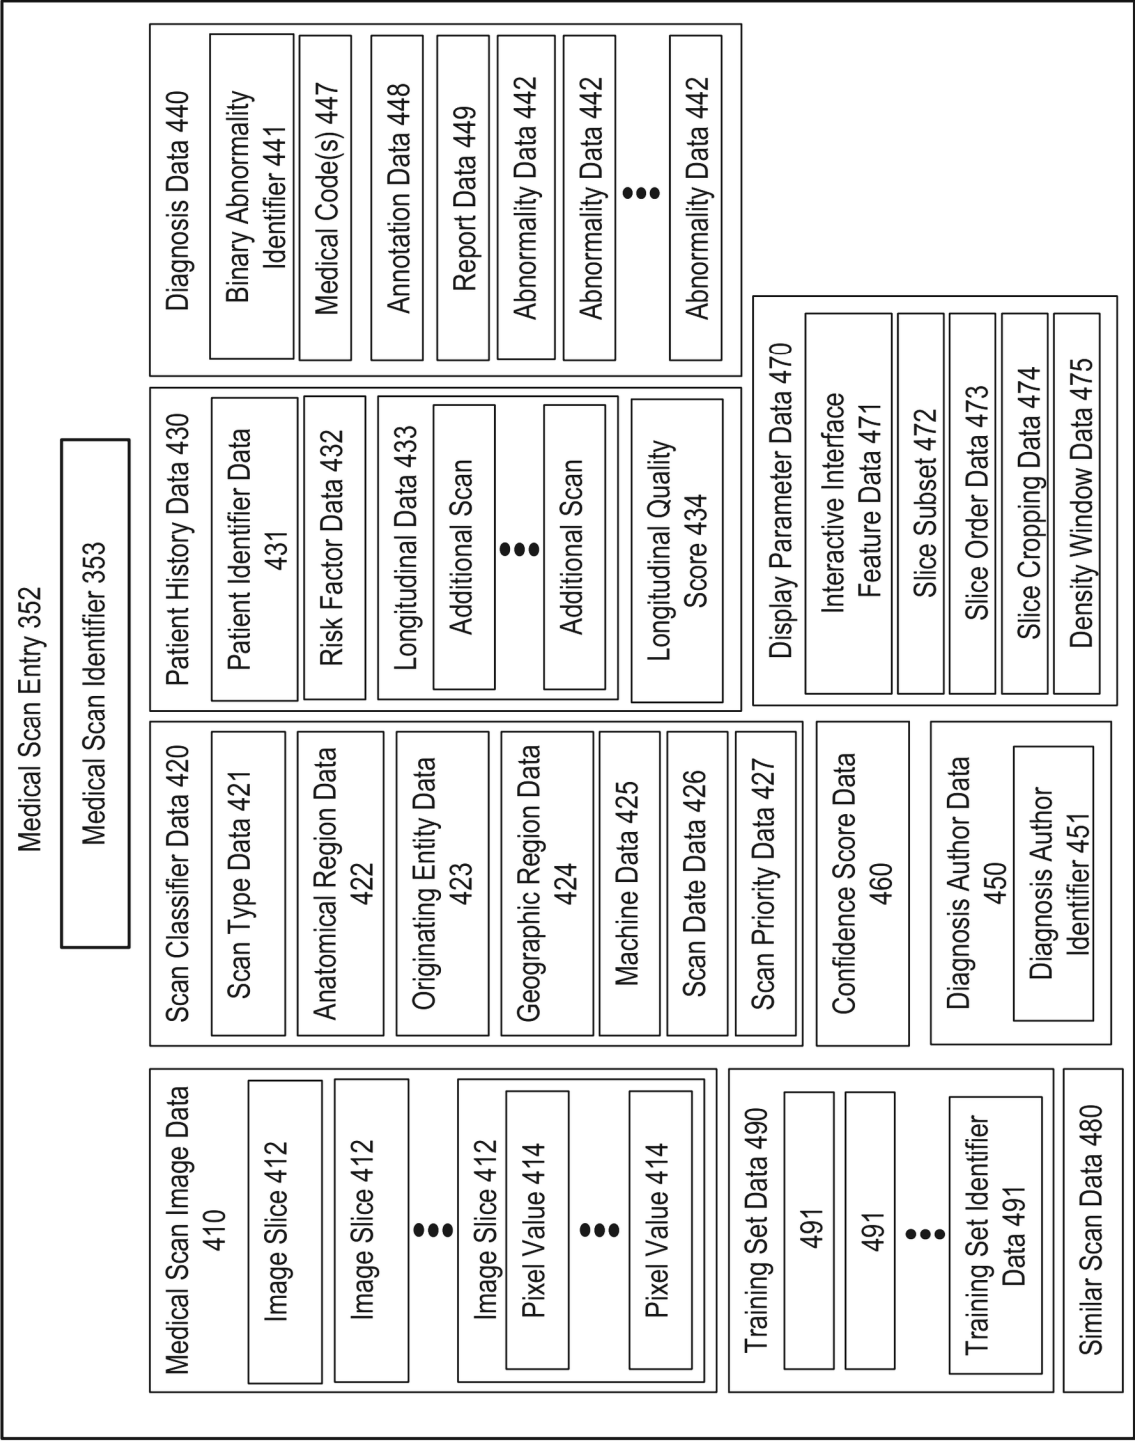 Medical Scan Entry 352
Medical Scan Identifier 353
Medical Scan Image Data
410
Image Slice 412
Image Slice 412
Image Slice 412
Pixel Value 414
Pixel Value 414
Scan Classifier Data 420
Scan Type Data 421
Anatomical Region Data
422
Originating Entity Data
423
Geographic Region Data
424
Machine Data 425
Scan Date Data 426
Scan Priority Data 427
Patient History Data 430
Patient Identifier Data
431
Risk Factor Data 432
Longitudinal Data 433
Additional Scan
Additional Scan
Longitudinal Quality
Score 434
Diagnosis Data 440
Binary Abnormality
Identifier 441
Medical Code(s) 447
Annotation Data 448
Report Data 449
Abnormality Data 442
Abnormality Data 442
Abnormality Data 442
Training Set Data 490
491
491
Training Set Identifier
Data 491
Similar Scan Data 480
Confidence Score Data
460
Diagnosis Author Data
450
Diagnosis Author
Identifier 451
Display Parameter Data 470
Interactive Interface
Feature Data 471
Slice Subset 472
Slice Order Data 473
Slice Cropping Data 474
Density Window Data 475